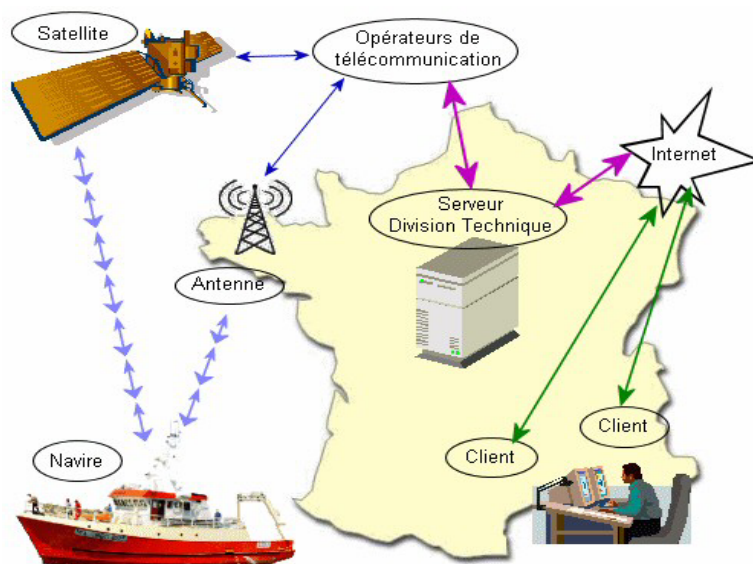 Satellite
Opérateurs de
télécommunication
Internet
Serveur
Division Technique
Antenne
Client
Client
Navire